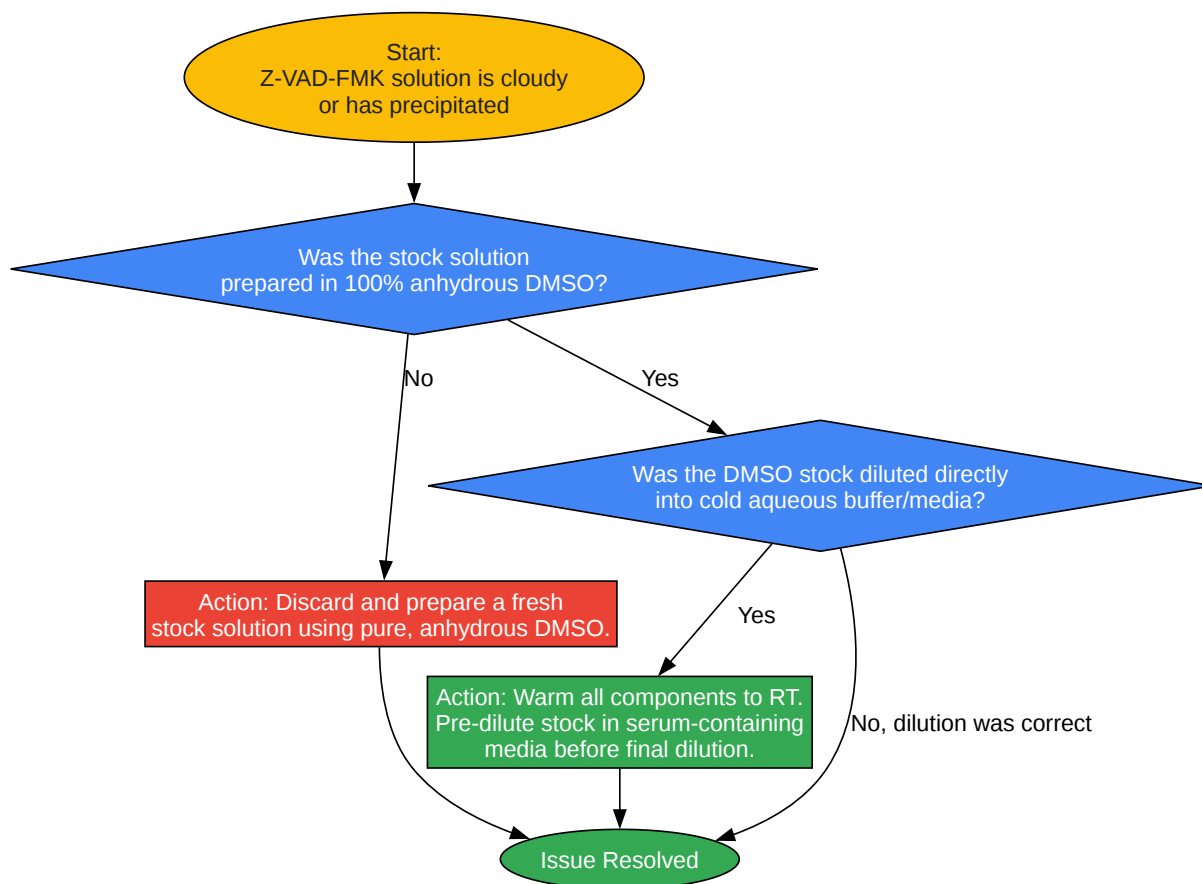 Start:
Z-VAD-FMK solution is cloudy
or has precipitated
Was the stock solution
prepared in 100% anhydrous DMSO?
No
Yes
Was the DMSO stock diluted directly
into cold aqueous buffer/media?
Action: Discard and prepare a fresh
stock solution using pure, anhydrous DMSO.
Yes
Action: Warm all components to RT.
Pre-dilute stock in serum-containing
media before final dilution.
No, dilution was correct
Issue Resolved